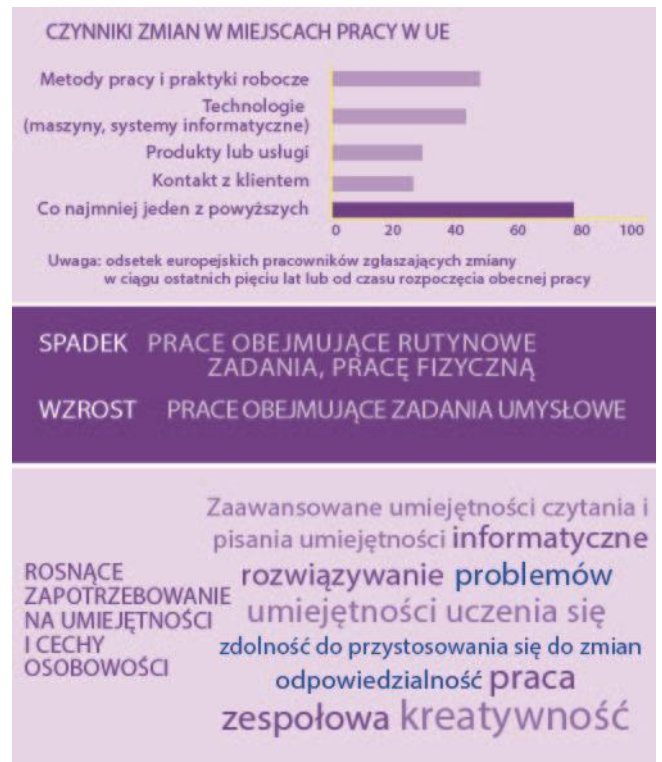 CZYNNIKI ZMIAN W MIEJSCACH PRACY W UE
Metody pracy i praktyki robocze
Technologie
(maszyny, systemy informatyczne)
Produkty lub usługi
Kontakt z klientem
Co najmniej jeden z powyższych
0 20 40 60 80 100
Uwaga: odsetek europejskich pracowników zgłaszających zmiany
w ciągu ostatnich pięciu lat lub od czasu rozpoczęcia obecnej pracy
SPADEK PRACE OBEJMUJĄCE RUTYNOWE
ZADANIA, PRACĘ FIZYCZNĄ
WZROST PRACE OBEJMUJĄCE ZADANIA UMYSŁOWE
ROSNĄCE
ZAPOTRZEBOWANIE
NA UMIEJĘTNOŚCI
I CECHY
OSOBOWOŚCI
Zaawansowane umiejętności czytania i
pisania umiejętności informatyczne
rozwiązywanie problemów
umiejętności uczenia się
zdolność do przystosowania się do zmian
odpowiedzialność praca
zespołowa kreatywność